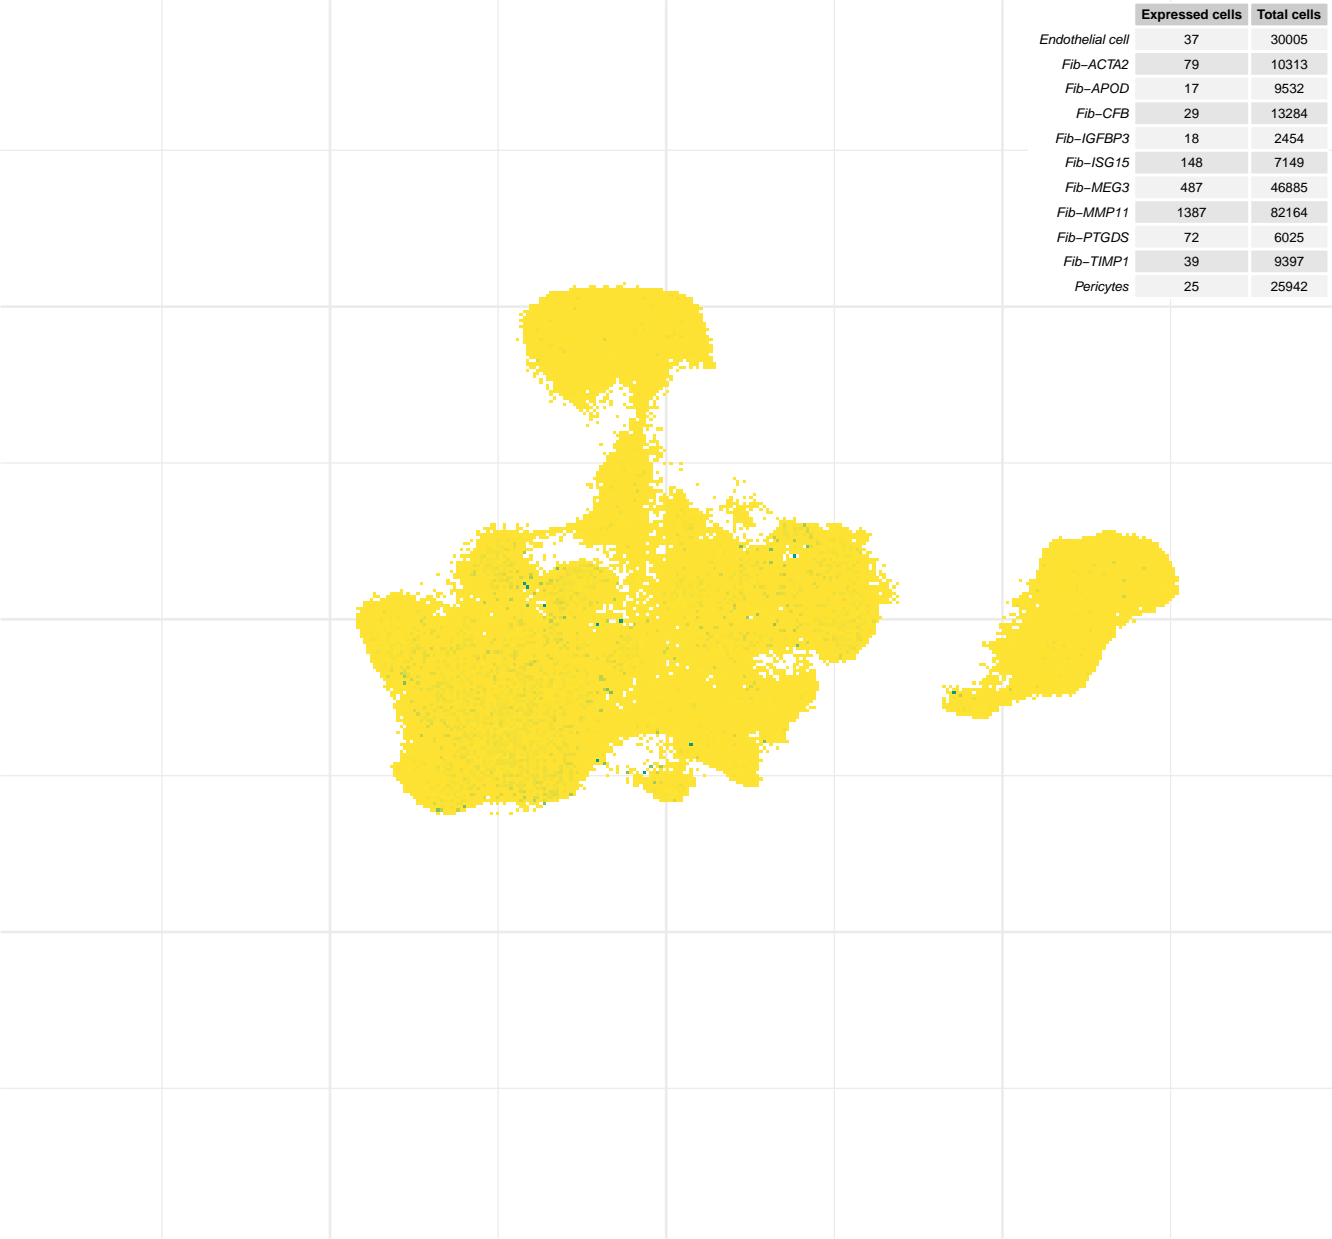 Expressed cells Total cells
Endothelial cell 37 30005
Fib−ACTA2 79 10313
Fib−APOD 17 9532
Fib−CFB 29 13284
Fib−IGFBP3 18 2454
Fib−ISG15 148 7149
Fib−MEG3 487 46885
Fib−MMP11 1387 82164
Fib−PTGDS 72 6025
Fib−TIMP1 39 9397
Pericytes 25 25942